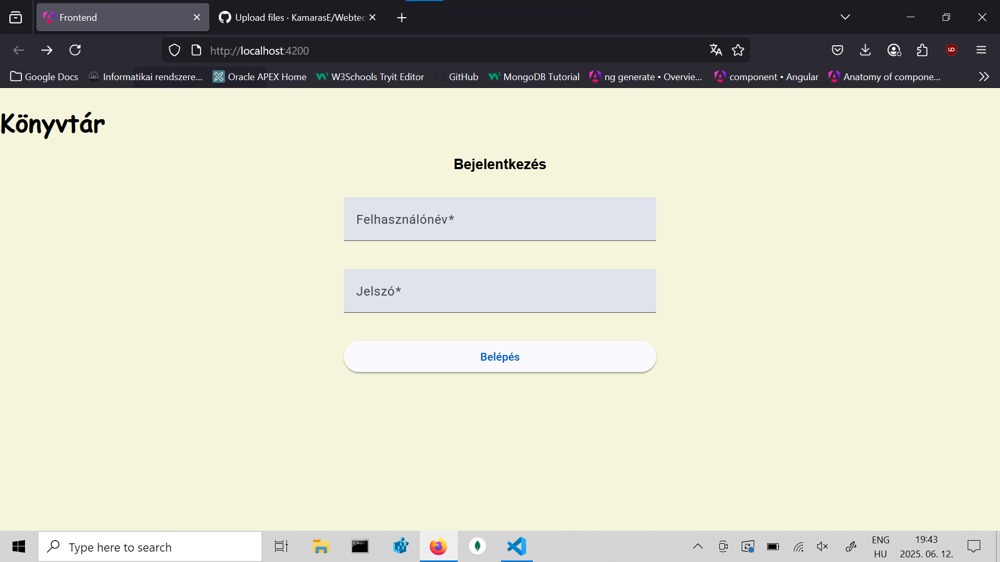 Frontend
Upload files · KamarasE/Webtec
http://localhost:4200
Google Docs
Informatikai rendszere...
Oracle APEX Home
W3Schools Tryit Editor
GitHub
MongoDB Tutorial
ng generate • Overvie...
component • Angular
Anatomy of compone...
Könyvtár
Bejelentkezés
Felhasználónév*
Jelszó*
Belépés
Type here to search
ENG
HU
19:43
2025. 06. 12.